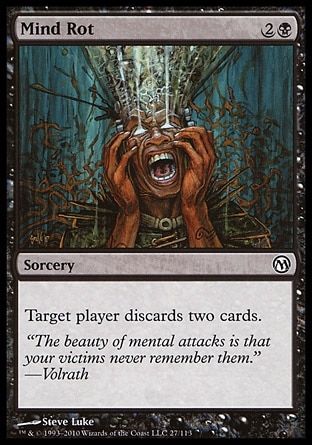 Mind Rot 2
Sorcery
Target player discards two cards.
“The beauty of mental attacks is that
your victims never remember them.”
—Volrath
Steve Luke
™ & © 1993–2010 Wizards of the Coast LLC 27/113